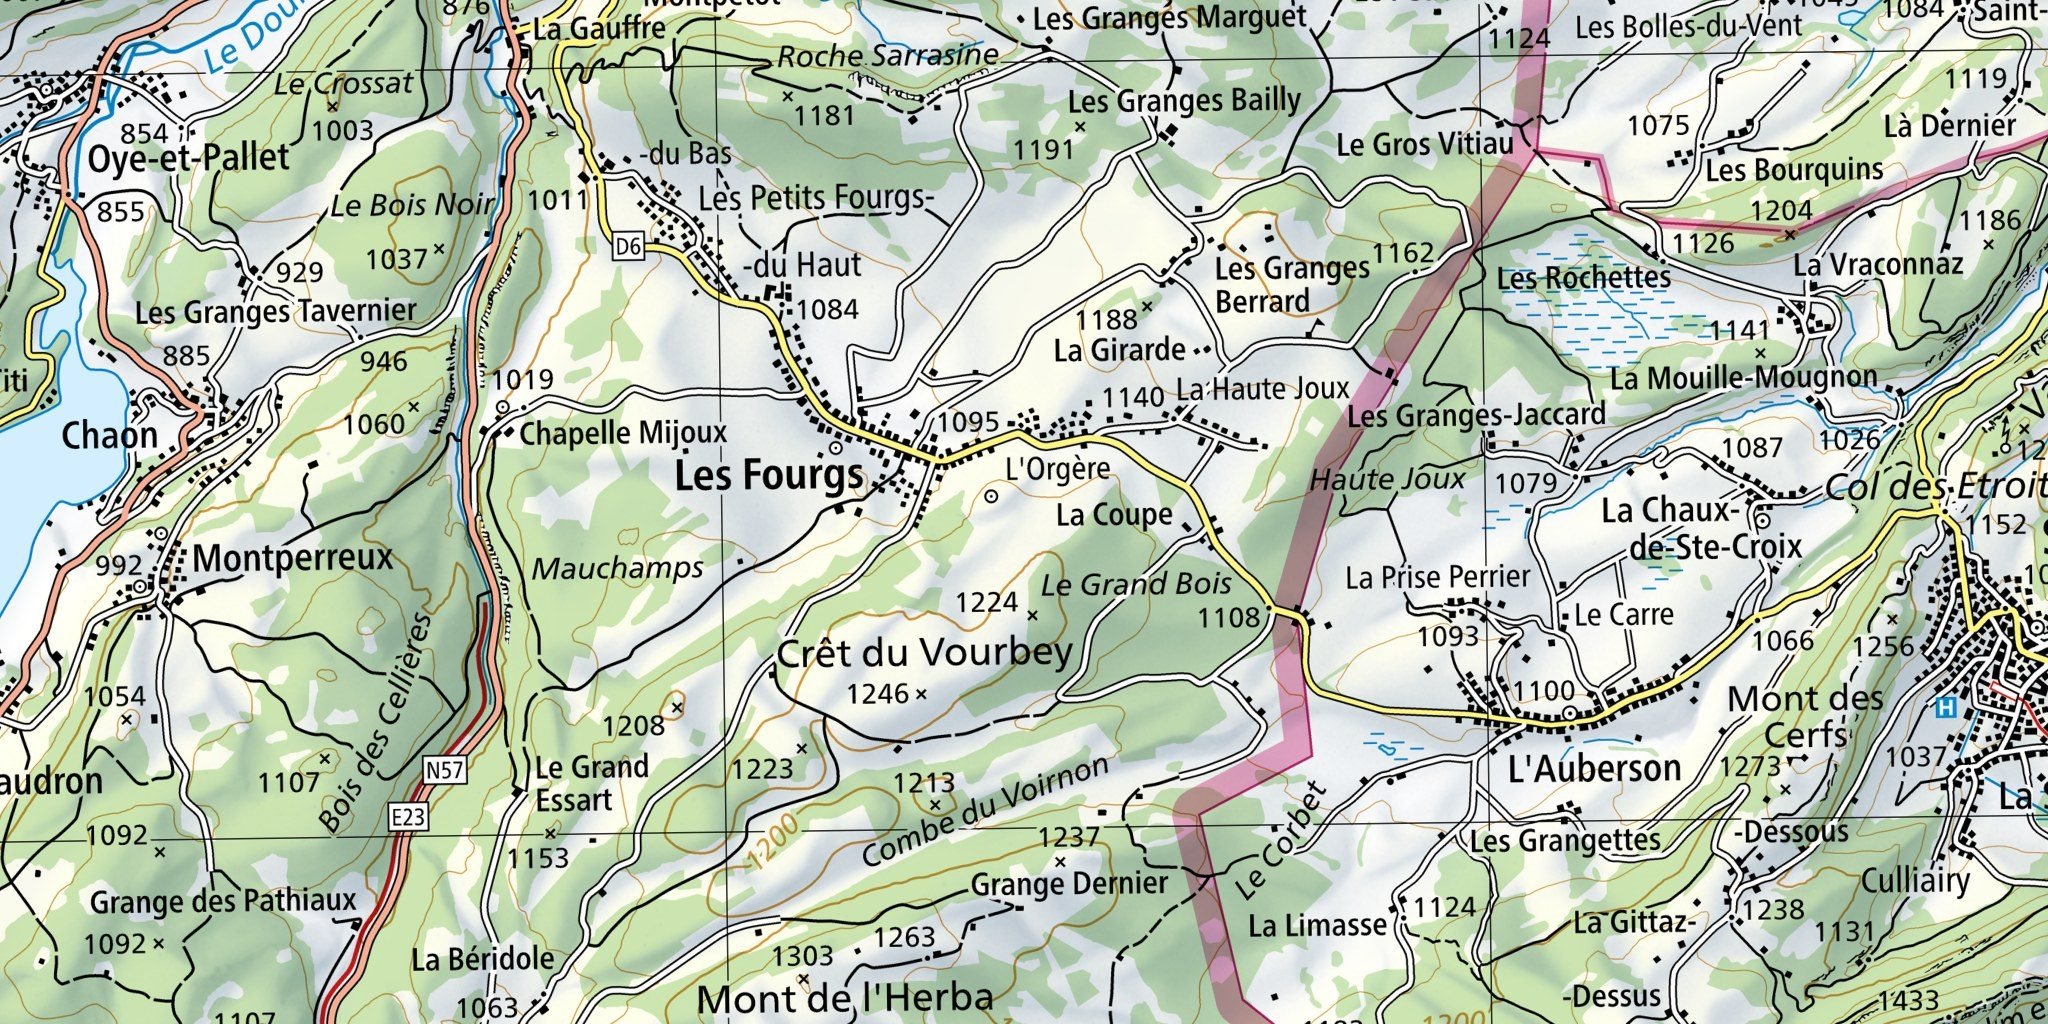 876
La Gauffre
Les Granges Marguet
1124
Les Bolles-du-Vent
1084
Le Crossat
1003
Roche Sarrasine
1181
Les Granges Bailly
1191
Le Gros Vitiau
1075
1119
Là Dernier
854
Oye-et-Pallet
855
-du Bas
1011
Les Petits Fourgs-
Le Bois Noir
1037
D6
Les Bourquins
1204
1126
1186
929
Les Granges Tavernier
-du Haut
1084
Les Granges
Berrard
1162
Les Rochettes
La Vraconnaz
885
946
1188
La Girarde
1141
1019
1060
Chaon
Chapelle Mijoux
1095
1140
La Haute Joux
Les Granges-Jaccard
La Mouille-Mougnon
1026
Les Fourgs
L'Orgère
Haute Joux
1079
1087
Col des Etroit
La Coupe
La Chaux-
de-Ste-Croix
1152
992
Montperreux
Mauchamps
Le Grand Bois
1224
1108
La Prise Perrier
1093
Le Carre
1066
1256
Crêt du Vourbey
1246
1054
1208
1100
Mont des
Cerfs
1273
H
1037
Bois des Cellières
1107
N57
E23
Le Grand
Essart
1223
1213
Combe du Voirnon
L'Auberson
audron
1092
1153
1200
1237
Le Corbet
Les Grangettes
-Dessous
La
Grange des Pathiaux
1092
Grange Dernier
La Limasse
1124
La Gittaz-
1238
Culliairy
1131
La Béridole
1063
1303
1263
Mont de l'Herba
-Dessus
1433